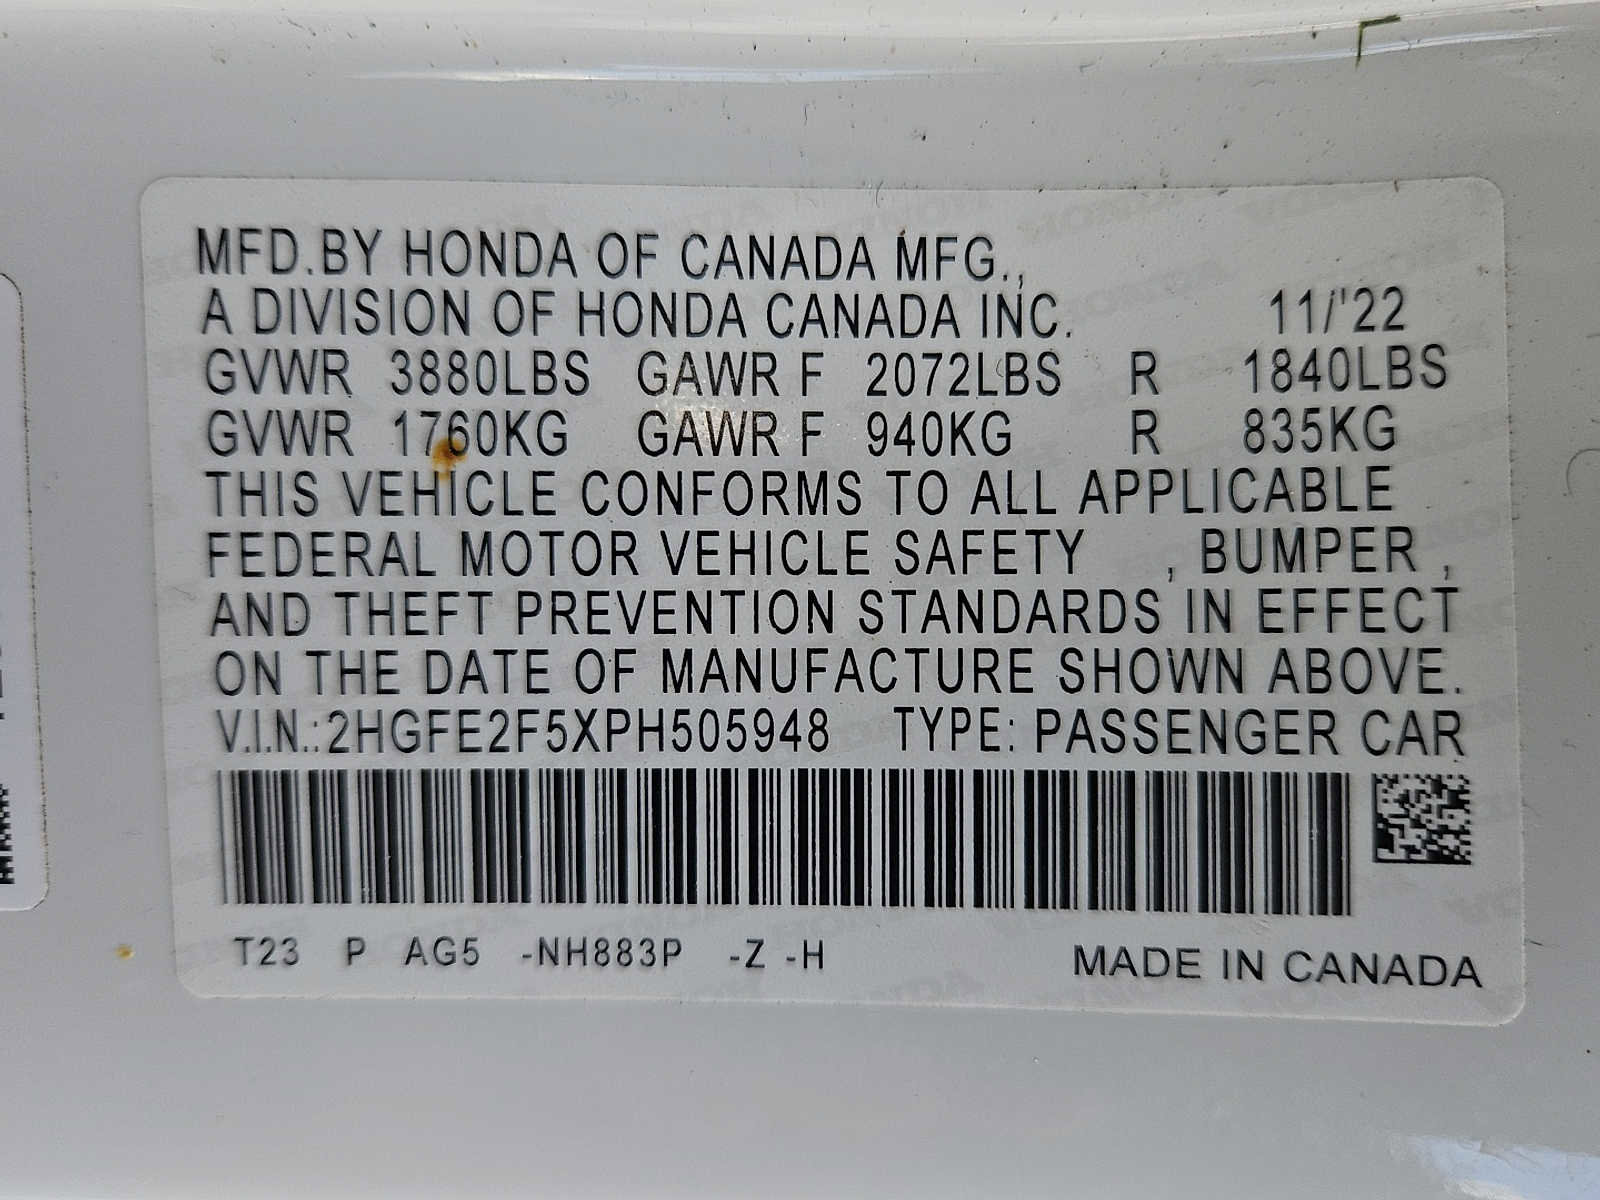 MFD.BY HONDA OF CANADA MFG.,
A DIVISION OF HONDA CANADA INC. 11/'22
GVWR 3880LBS GAWR F 2072LBS R 1840LBS
GVWR 1760KG GAWR F 940KG R 835KG
THIS VEHICLE CONFORMS TO ALL APPLICABLE
FEDERAL MOTOR VEHICLE SAFETY , BUMPER ,
AND THEFT PREVENTION STANDARDS IN EFFECT
ON THE DATE OF MANUFACTURE SHOWN ABOVE.
V.I.N.:2HGFE2F5XPH505948 TYPE: PASSENGER CAR
T23 P AG5 -NH883P -Z -H MADE IN CANADA